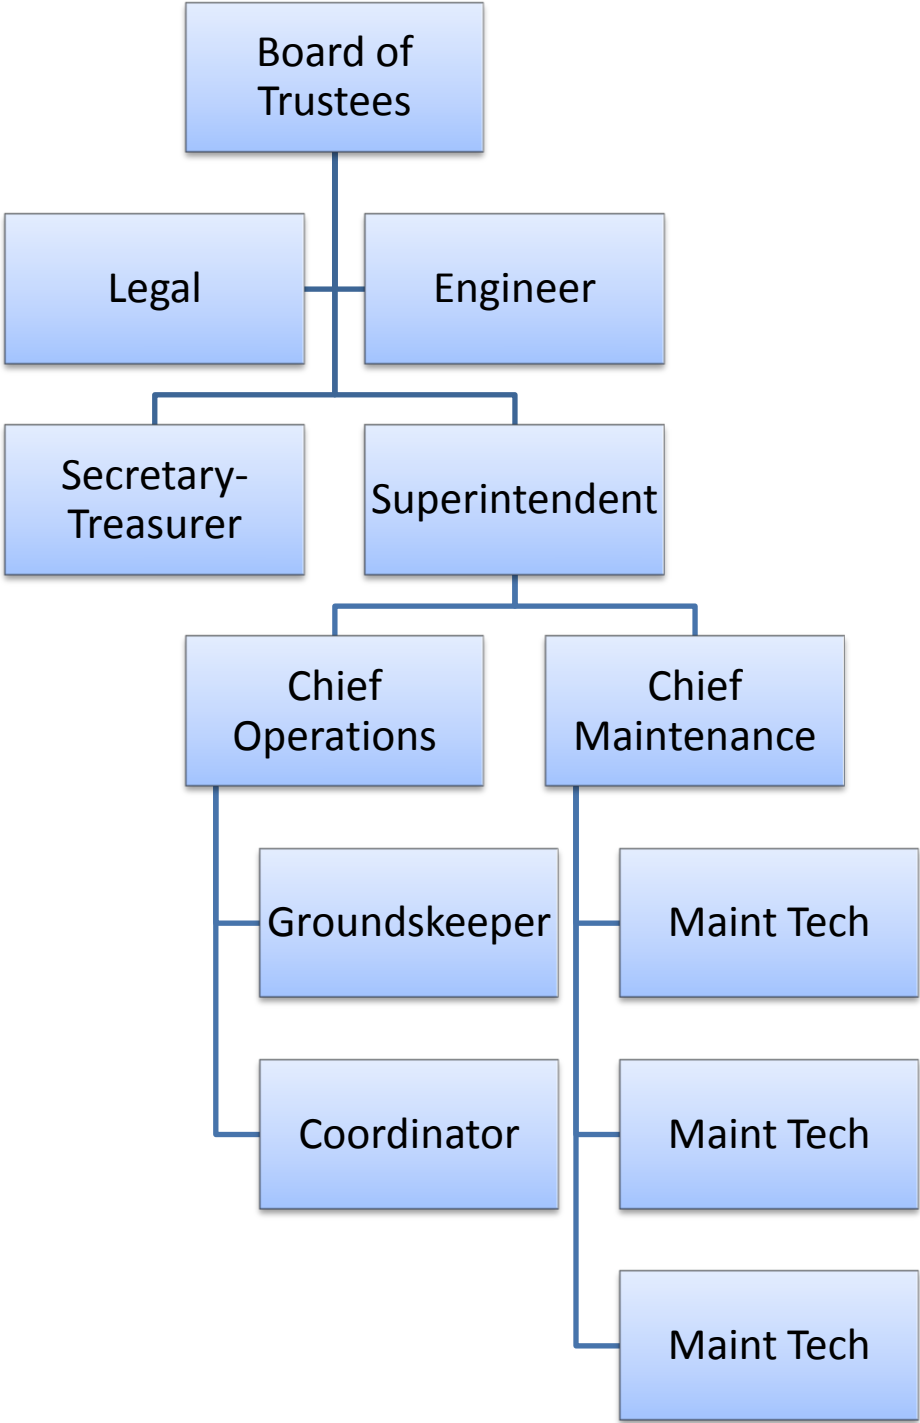 Board of
Trustees
Legal
Engineer
Secretary-
Treasurer
Superintendent
Chief
Operations
Chief
Maintenance
Groundskeeper
Maint Tech
Coordinator
Maint Tech
Maint Tech